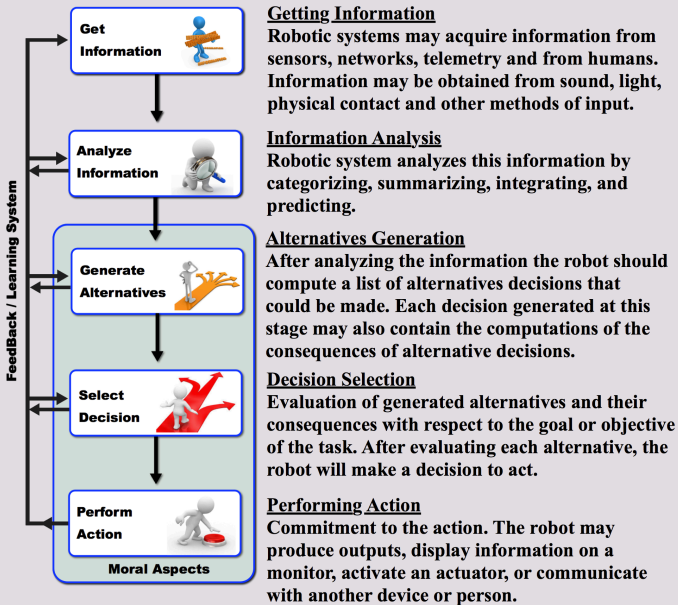 Get
Information
Getting Information
Robotic systems may acquire information from
sensors, networks, telemetry and from humans.
Information may be obtained from sound, light,
physical contact and other methods of input.
Analyze
Information
Information Analysis
Robotic system analyzes this information by
categorizing, summarizing, integrating, and
predicting.
Generate
Alternatives
Alternatives Generation
After analyzing the information the robot should
compute a list of alternatives decisions that
could be made. Each decision generated at this
stage may also contain the computations of the
consequences of alternative decisions.
Select
Decision
Decision Selection
Evaluation of generated alternatives and their
consequences with respect to the goal or objective
of the task. After evaluating each alternative, the
robot will make a decision to act.
Perform
Action
Performing Action
Commitment to the action. The robot may
produce outputs, display information on a
monitor, activate an actuator, or communicate
with another device or person.
Moral Aspects
FeedBack / Learning System